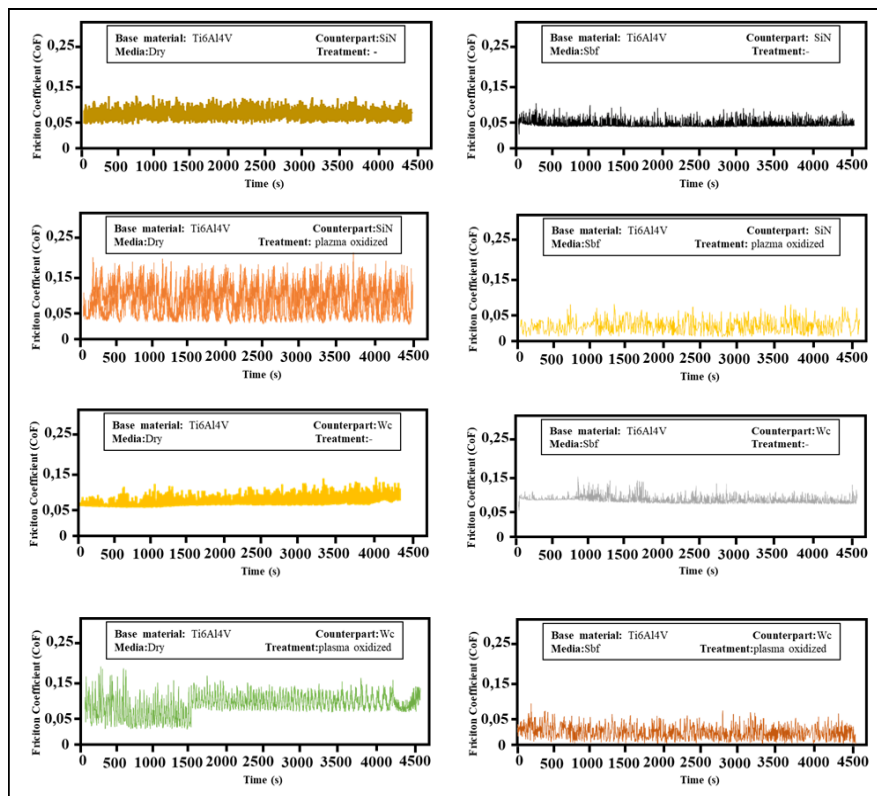 Base material: Ti6Al4V Counterpart:SiN
Media:Dry Treatment: -
Friciton Coefficient (CoF)
0,25
0,15
0,05
0
0 500 1000 1500 2000 2500 3000 3500 4000 4500
Time (s)
Base material: Ti6Al4V Counterpart: SiN
Media:Sbf Treatment:-
Friciton Coefficient (CoF)
0,25
0,15
0,05
0
0 500 1000 1500 2000 2500 3000 3500 4000 4500
Time (s)
Base material: Ti6Al4V Counterpart:SiN
Media:Dry Treatment: plazma oxidized
Friciton Coefficient (CoF)
0,25
0,15
0,05
0
0 500 1000 1500 2000 2500 3000 3500 4000 4500
Time (s)
Base material: Ti6Al4V Counterpart: SiN
Media:Sbf Treatment: plazma oxidized
Friciton Coefficient (CoF)
0,25
0,15
0,05
0
0 500 1000 1500 2000 2500 3000 3500 4000 4500
Time (s)
Base material: Ti6Al4V Counterpart:Wc
Media:Dry Treatment:-
Friciton Coefficient (CoF)
0,25
0,15
0,05
0
0 500 1000 1500 2000 2500 3000 3500 4000 4500
Time (s)
Base material: Ti6Al4V Counterpart:Wc
Media:Sbf Treatment:-
Friciton Coefficient (CoF)
0,25
0,15
0,05
0
0 500 1000 1500 2000 2500 3000 3500 4000 4500
Time (s)
Base material: Ti6Al4V Counterpart:Wc
Media:Dry Treatment:plasma oxidized
Friciton Coefficient (CoF)
0,25
0,15
0,05
0
0 500 1000 1500 2000 2500 3000 3500 4000 4500
Time (s)
Base material: Ti6Al4V Counterpart:Wc
Media:Sbf Treatment:plasma oxidized
Friciton Coefficient (CoF)
0,25
0,15
0,05
0
0 500 1000 1500 2000 2500 3000 3500 4000 4500
Time (s)